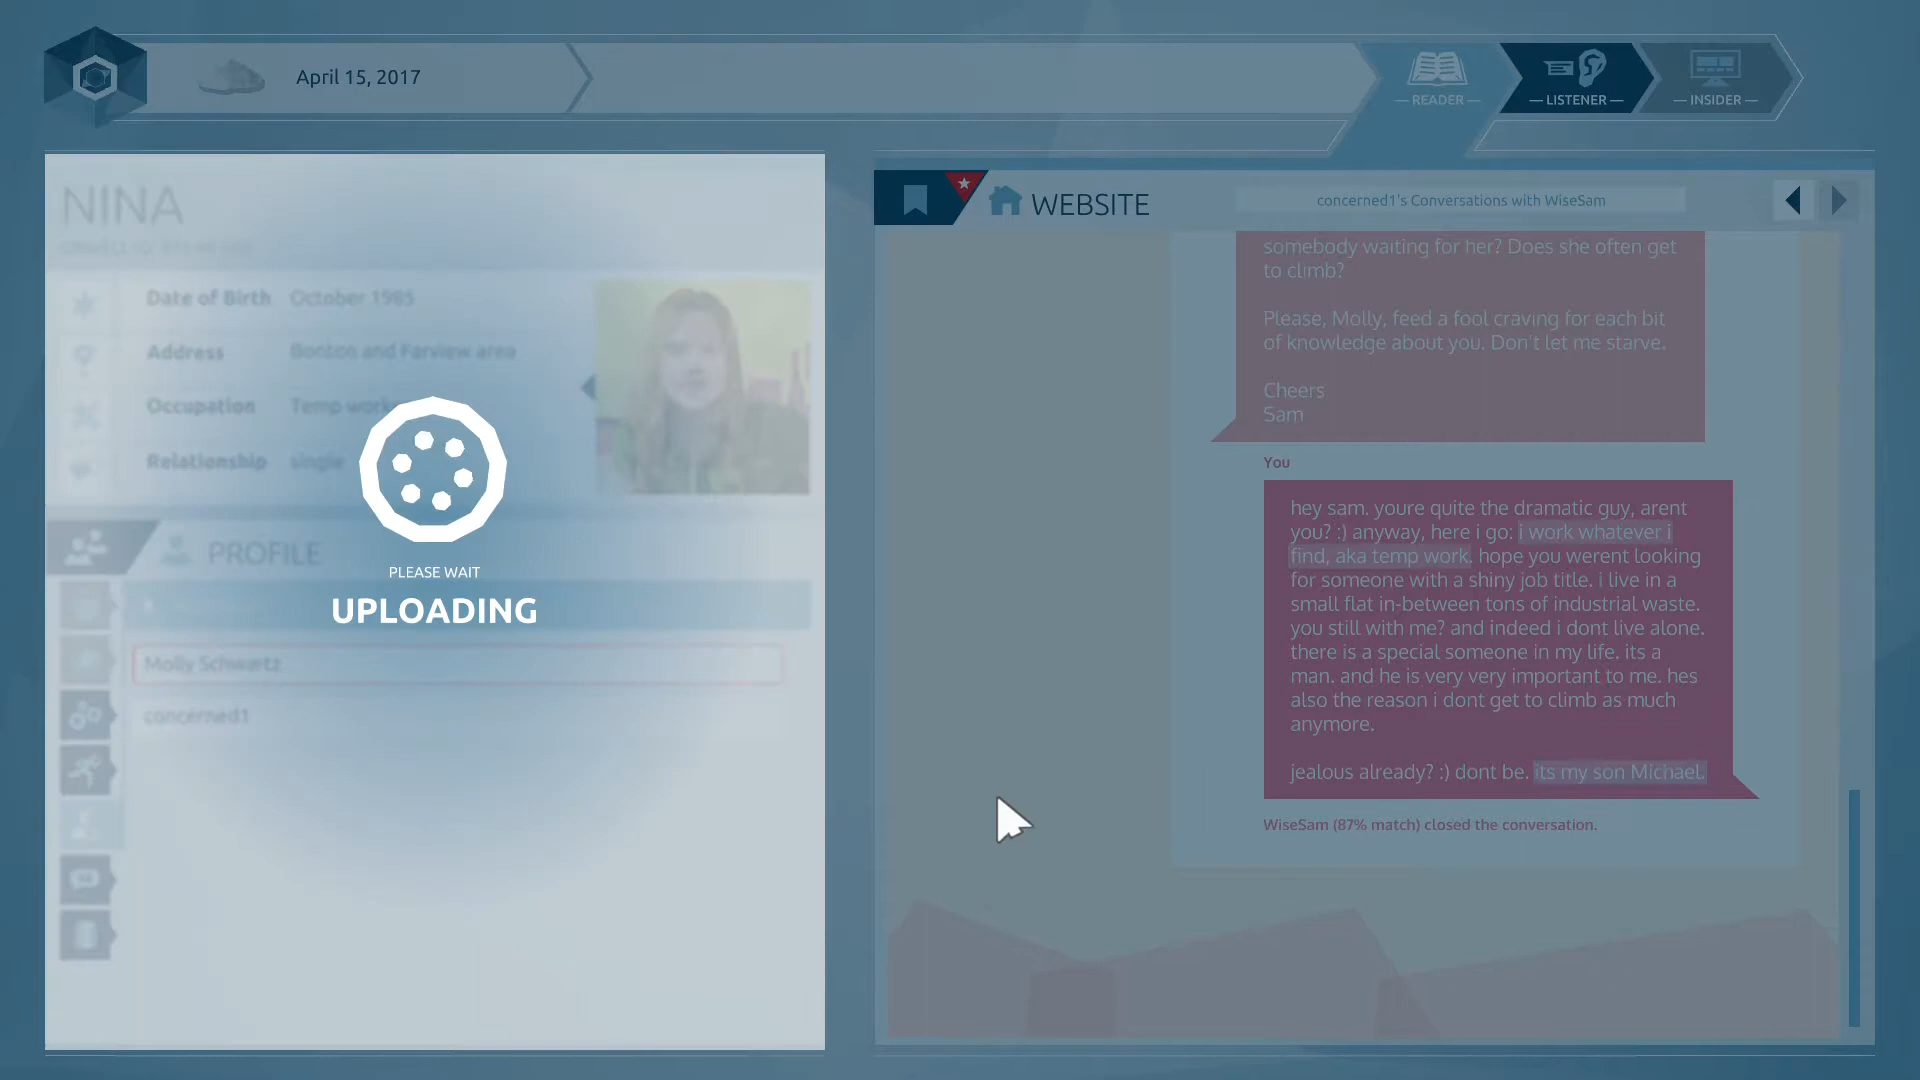 April 15, 2017
READER
LISTENER
INSIDER
NINA
Date of Birth October 1985
Address Bonton and Farview area
Occupation Temp work
Relationship single
PROFILE
PLEASE WAIT
UPLOADING
Molly Schwartz
concerned1
WEBSITE
concerned1's Conversations with WiseSam
somebody waiting for her? Does she often get
to climb?
Please, Molly, feed a fool craving for each bit
of knowledge about you. Don't let me starve.
Cheers
Sam
You
hey sam. youre quite the dramatic guy, arent
you? :) anyway, here i go: i work whatever i
find, aka temp work. hope you werent looking
for someone with a shiny job title. i live in a
small flat in-between tons of industrial waste.
you still with me? and indeed i dont live alone.
there is a special someone in my life. its a
man. and he is very very important to me. hes
also the reason i dont get to climb as much
anymore.
jealous already? :) dont be. its my son Michael.
WiseSam (87% match) closed the conversation.